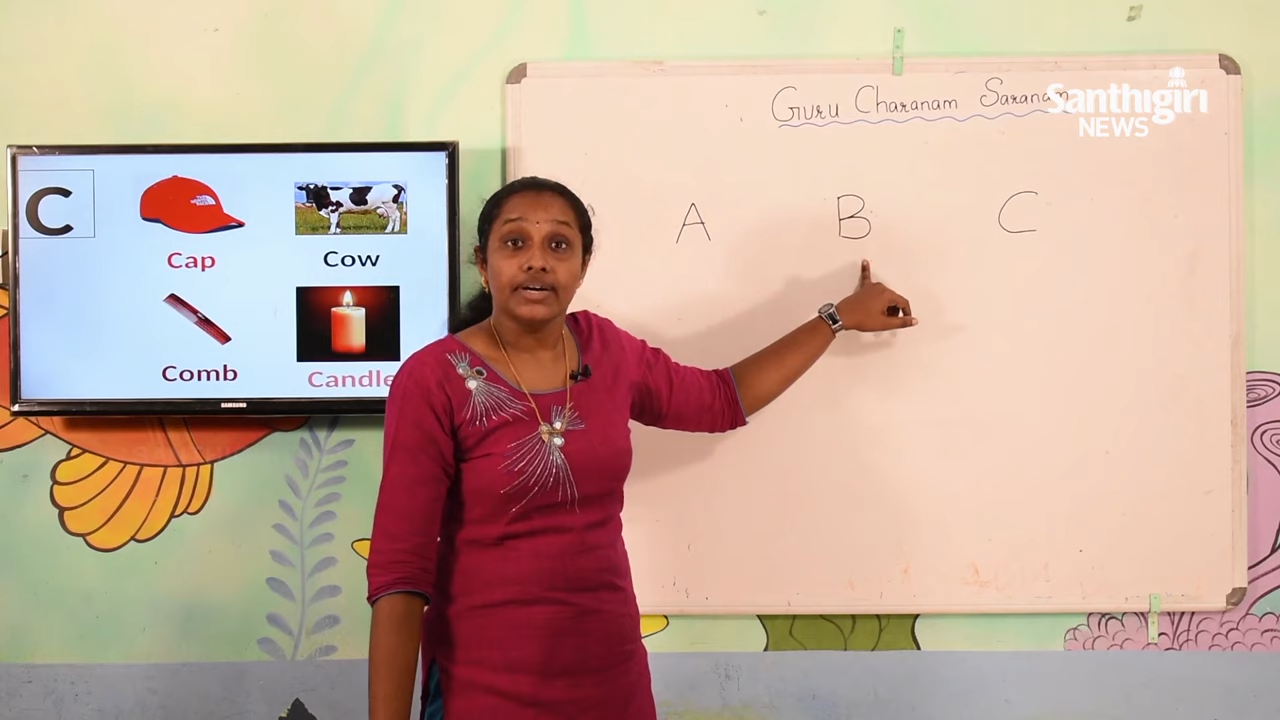 Guru Charanam Saranam
Santhigiri
NEWS
A B C
C
Cap Cow
Comb Candle
SAMSUNG